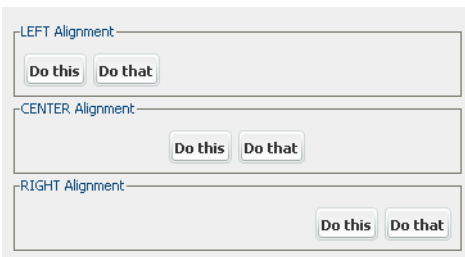 LEFT Alignment
Do this Do that
CENTER Alignment
Do this Do that
RIGHT Alignment
Do this Do that